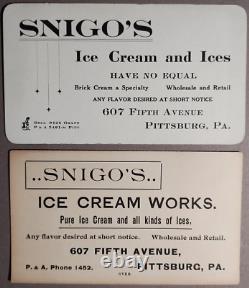 SNIGO'S
Ice Cream and Ices
HAVE NO EQUAL
Brick Cream a Specialty Wholesale and Retail
ANY FLAVOR DESIRED AT SHORT NOTICE
607 FIFTH AVENUE
PITTSBURG, PA.
..SNIGO'S..
ICE CREAM WORKS.
Pure Ice Cream and all kinds of Ices.
Any flavor desired at short notice. Wholesale and Retail.
607 FIFTH AVENUE,
P. & A. Phone 1452. PITTSBURG, PA.
OVER